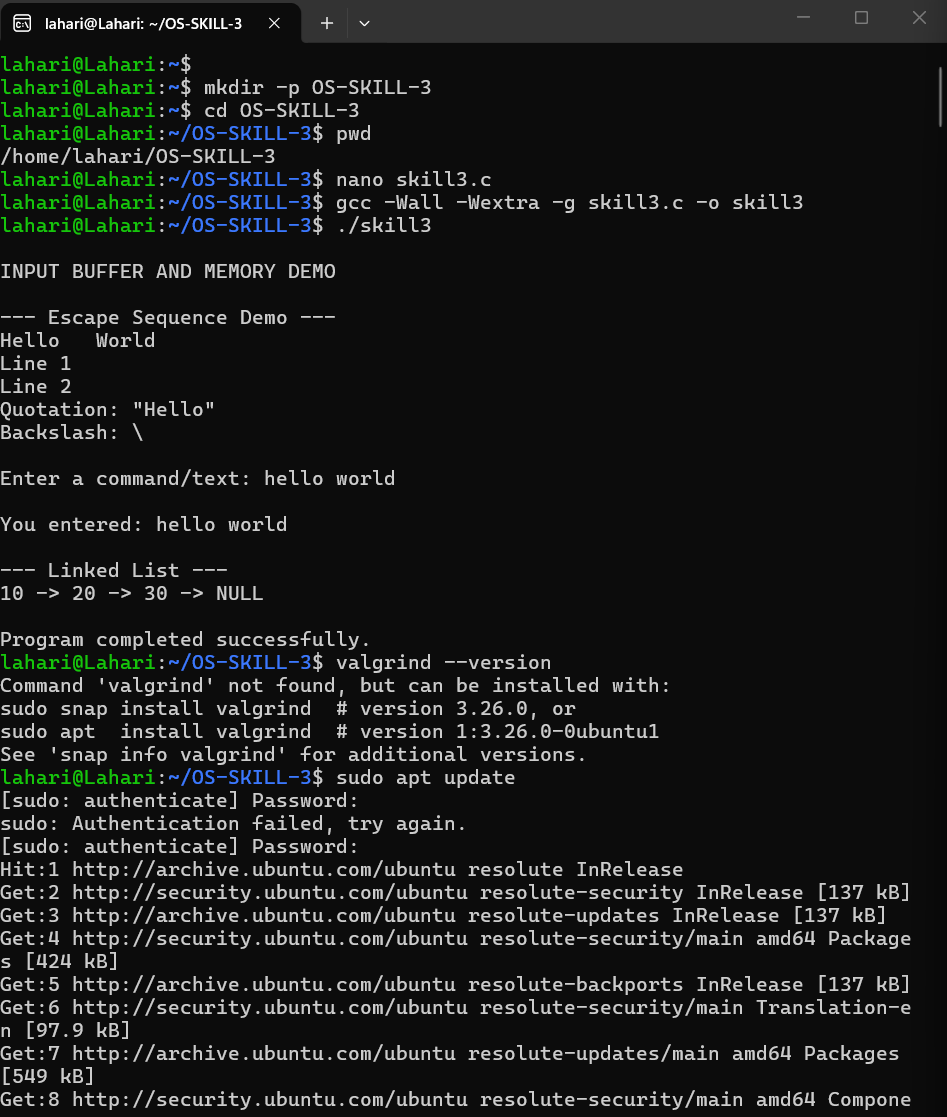 lahari@Lahari: ~/OS-SKILL-3
lahari@Lahari:~$
lahari@Lahari:~$ mkdir -p OS-SKILL-3
lahari@Lahari:~$ cd OS-SKILL-3
lahari@Lahari:~/OS-SKILL-3$ pwd
/home/lahari/OS-SKILL-3
lahari@Lahari:~/OS-SKILL-3$ nano skill3.c
lahari@Lahari:~/OS-SKILL-3$ gcc -Wall -Wextra -g skill3.c -o skill3
lahari@Lahari:~/OS-SKILL-3$ ./skill3
INPUT BUFFER AND MEMORY DEMO
--- Escape Sequence Demo ---
Hello   World
Line 1
Line 2
Quotation: "Hello"
Backslash: \
Enter a command/text: hello world
You entered: hello world
--- Linked List ---
10 -> 20 -> 30 -> NULL
Program completed successfully.
lahari@Lahari:~/OS-SKILL-3$ valgrind --version
Command 'valgrind' not found, but can be installed with:
sudo snap install valgrind  # version 3.26.0, or
sudo apt  install valgrind  # version 1:3.26.0-0ubuntu1
See 'snap info valgrind' for additional versions.
lahari@Lahari:~/OS-SKILL-3$ sudo apt update
[sudo: authenticate] Password:
sudo: Authentication failed, try again.
[sudo: authenticate] Password:
Hit:1 http://archive.ubuntu.com/ubuntu resolute InRelease
Get:2 http://security.ubuntu.com/ubuntu resolute-security InRelease [137 kB]
Get:3 http://archive.ubuntu.com/ubuntu resolute-updates InRelease [137 kB]
Get:4 http://security.ubuntu.com/ubuntu resolute-security/main amd64 Package
s [424 kB]
Get:5 http://archive.ubuntu.com/ubuntu resolute-backports InRelease [137 kB]
Get:6 http://security.ubuntu.com/ubuntu resolute-security/main Translation-e
n [97.9 kB]
Get:7 http://archive.ubuntu.com/ubuntu resolute-updates/main amd64 Packages
[549 kB]
Get:8 http://security.ubuntu.com/ubuntu resolute-security/main amd64 Compone